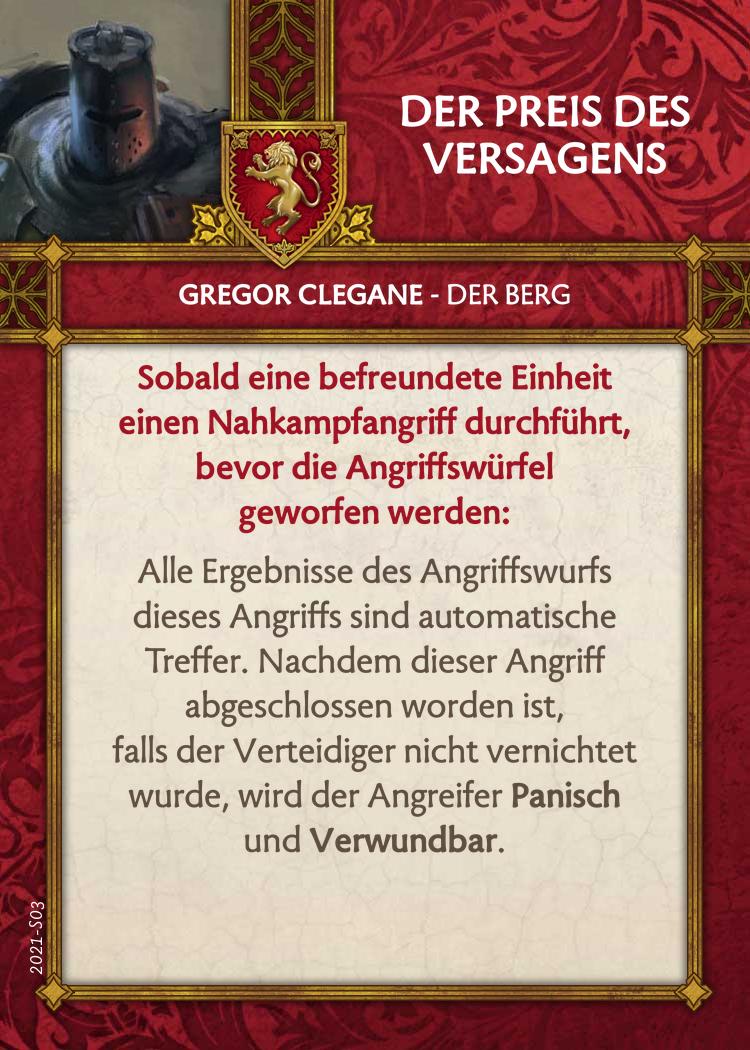 DER PREIS DES
VERSAGENS
GREGOR CLEGANE - DER BERG
Sobald eine befreundete Einheit
einen Nahkampfangriff durchführt,
bevor die Angriffswürfel
geworfen werden:
Alle Ergebnisse des Angriffswurfs
dieses Angriffs sind automatische
Treffer. Nachdem dieser Angriff
abgeschlossen worden ist,
falls der Verteidiger nicht vernichtet
wurde, wird der Angreifer Panisch
und Verwundbar.
2021-S03